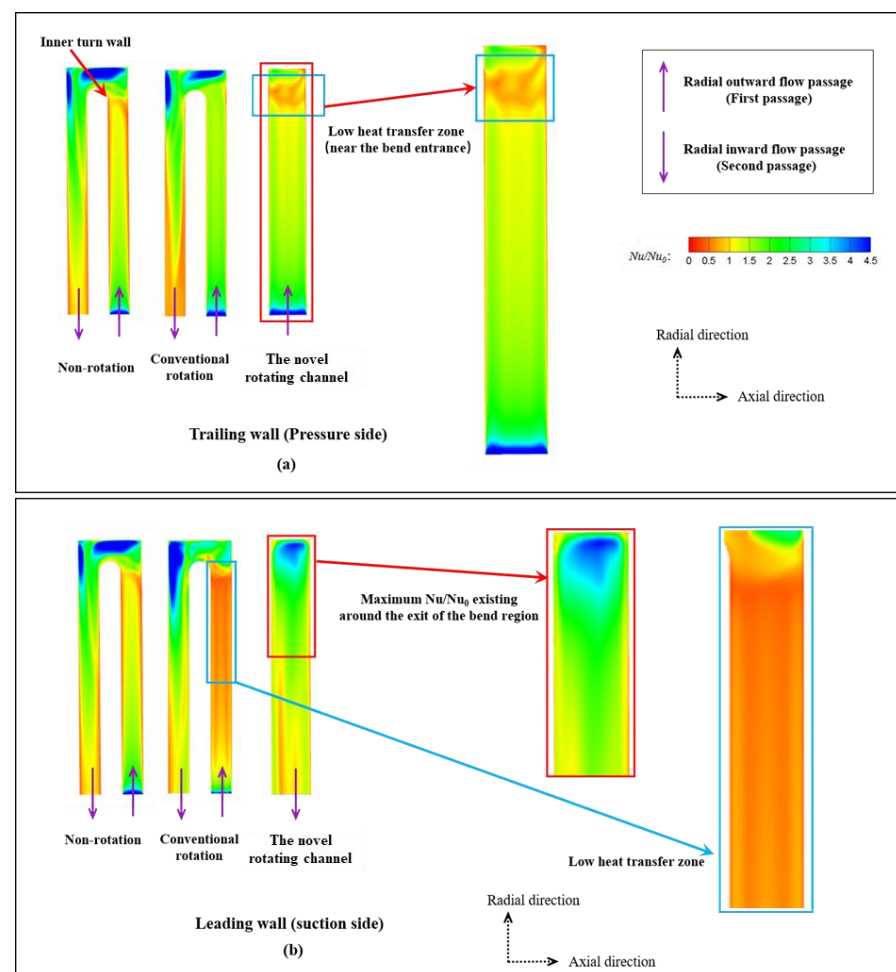 Inner turn wall
Low heat transfer zone
(near the bend entrance)
Non-rotation
Conventional
rotation
The novel
rotating channel
Trailing wall (Pressure side)
(a)
Radial outward flow passage
(First passage)
Radial inward flow passage
(Second passage)
Nu/Nu₀:
0 0.5 1 1.5 2 2.5 3 3.5 4 4.5
Radial direction
Axial direction
Maximum Nu/Nu₀ existing
around the exit of the bend region
Non-rotation
Conventional
rotation
The novel
rotating channel
Low heat transfer zone
Leading wall (suction side)
(b)
Radial direction
Axial direction